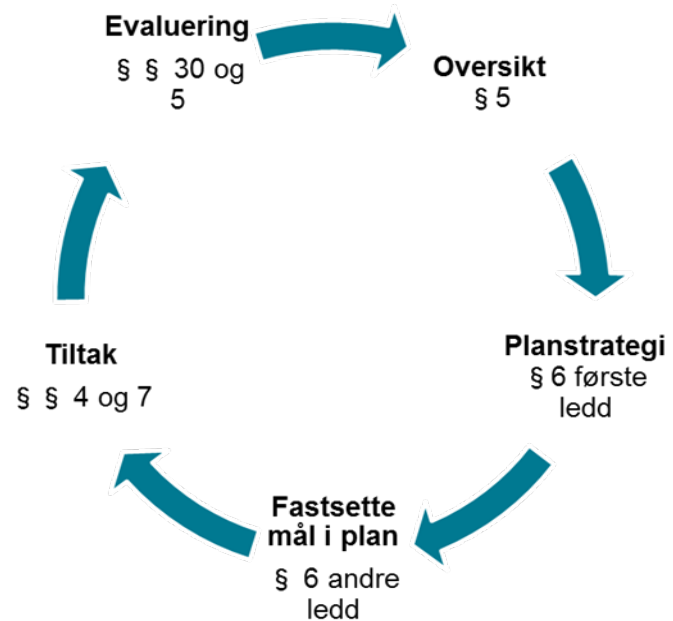 Evaluering
§ § 30 og
5
Oversikt
§ 5
Planstrategi
§ 6 første
ledd
Fastsette
mål i plan
§ 6 andre
ledd
Tiltak
§ § 4 og 7